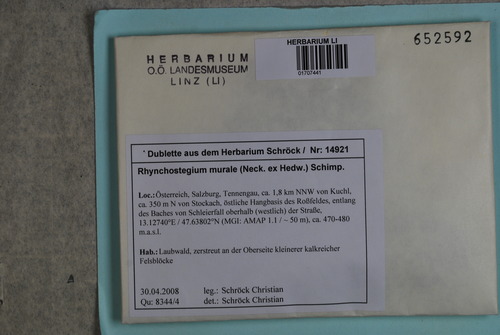 HERBARIUM
O.Ö. LANDESMUSEUM
LINZ (LI)
HERBARIUM LI
01707441
652592
* Dublette aus dem Herbarium Schröck / Nr: 14921
Rhynchostegium murale (Neck. ex Hedw.) Schimp.
Loc.:Österreich, Salzburg, Tennengau, ca. 1,8 km NNW von Kuchl,
ca. 350 m N von Stockach, östliche Hangbasis des Roßfeldes, entlang
des Baches von Schleierfall oberhalb (westlich) der Straße,
13.12740°E / 47.63802°N (MGI: AMAP 1.1 / ~ 50 m), ca. 470-480
m.a.s.l.
Hab.:Laubwald, zerstreut an der Oberseite kleinerer kalkreicher
Felsblöcke
30.04.2008 leg.: Schröck Christian
Qu: 8344/4 det.: Schröck Christian